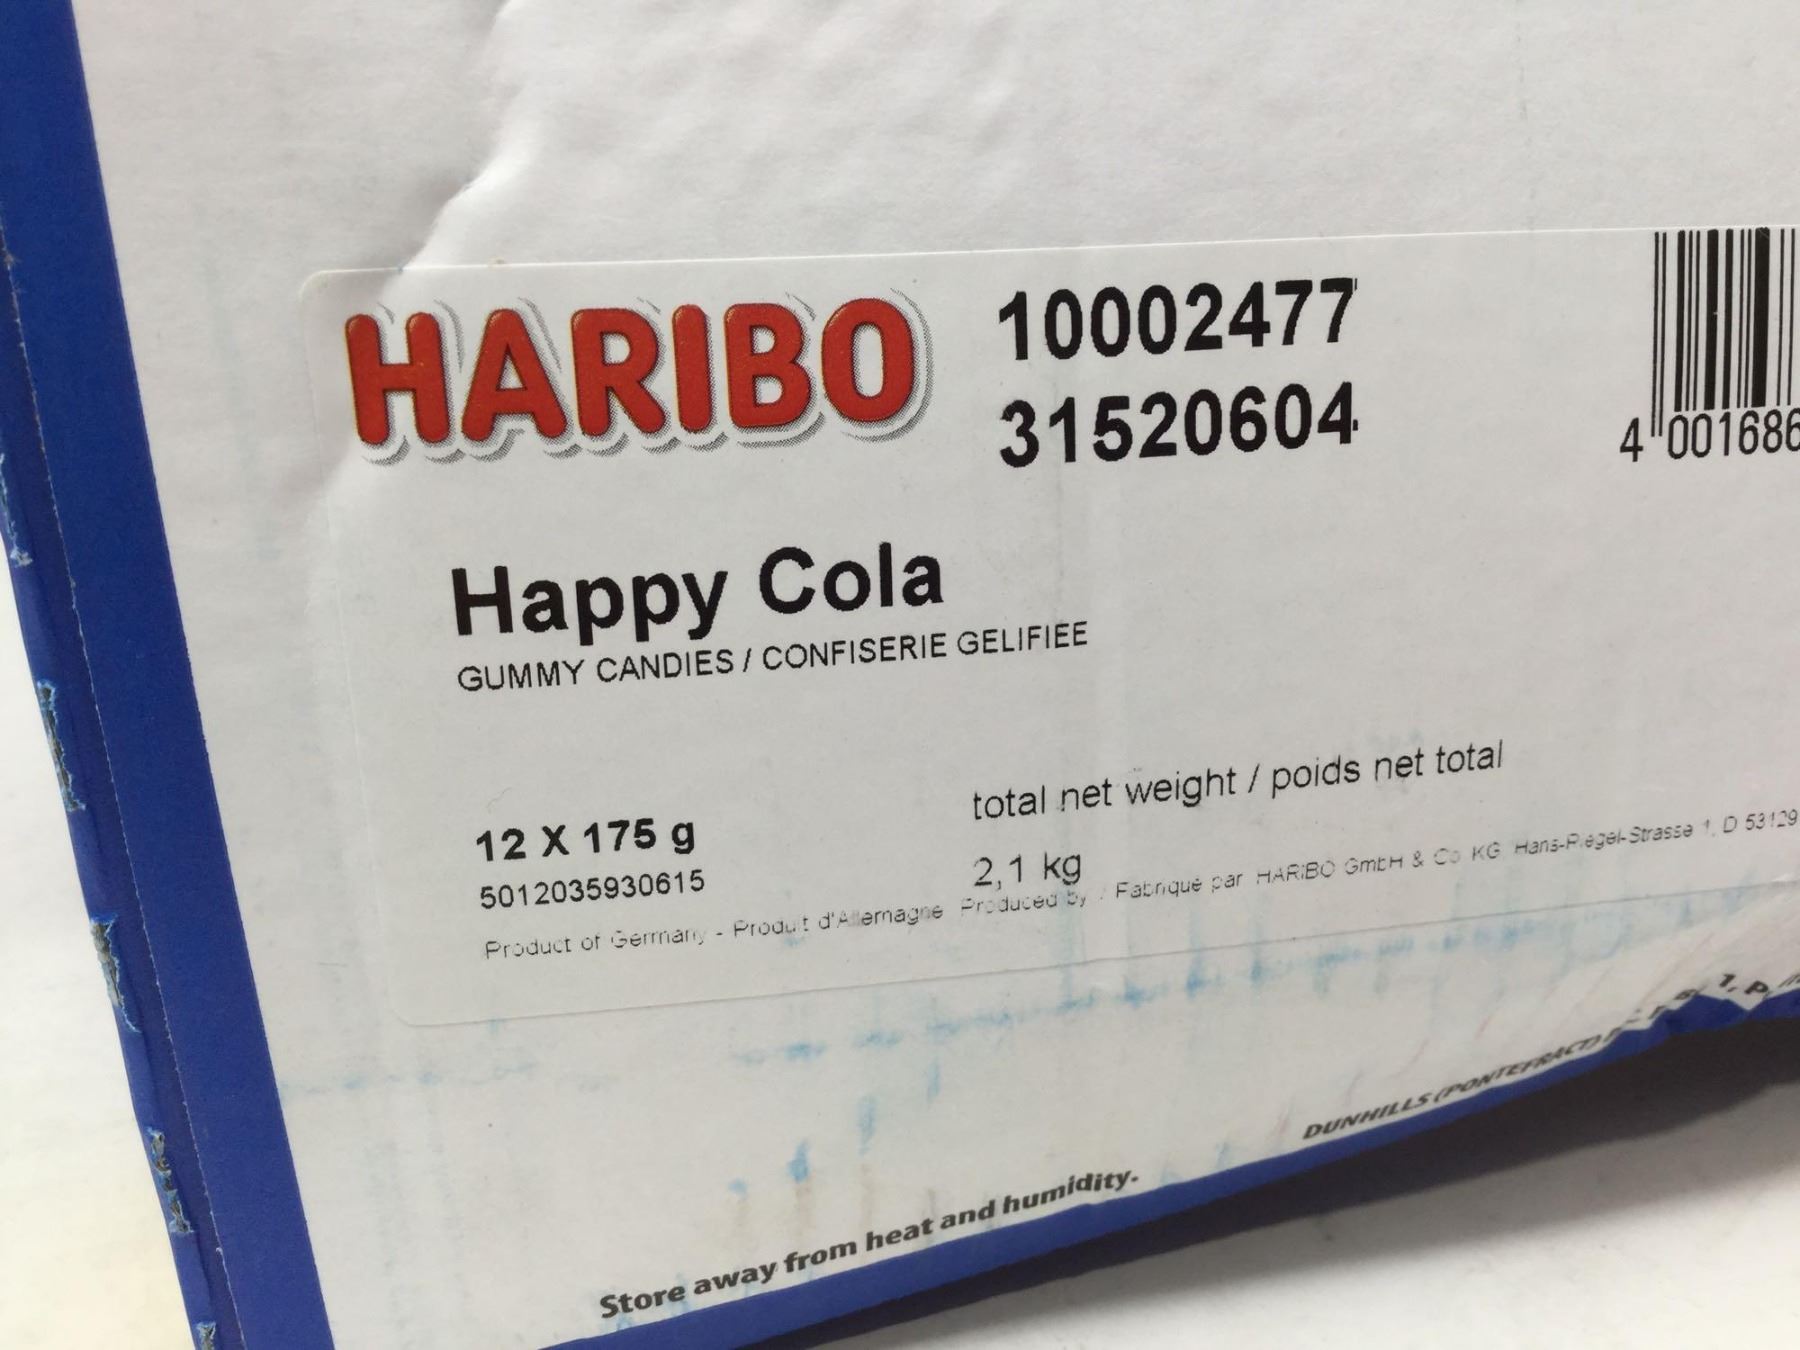 HARIBO
10002477
31520604
4 001686
Happy Cola
GUMMY CANDIES / CONFISERIE GELIFIEE
12 X 175 g
5012035930615
total net weight / poids net total
2,1 kg
Product of Germany - Produit d'Allemagne Produced by / Fabrique par HARIBO GmbH & Co KG Hans-Riegel-Strasse 1, D 53129
DUNHILLS (PONTEFRACT)
Store away from heat and humidity.